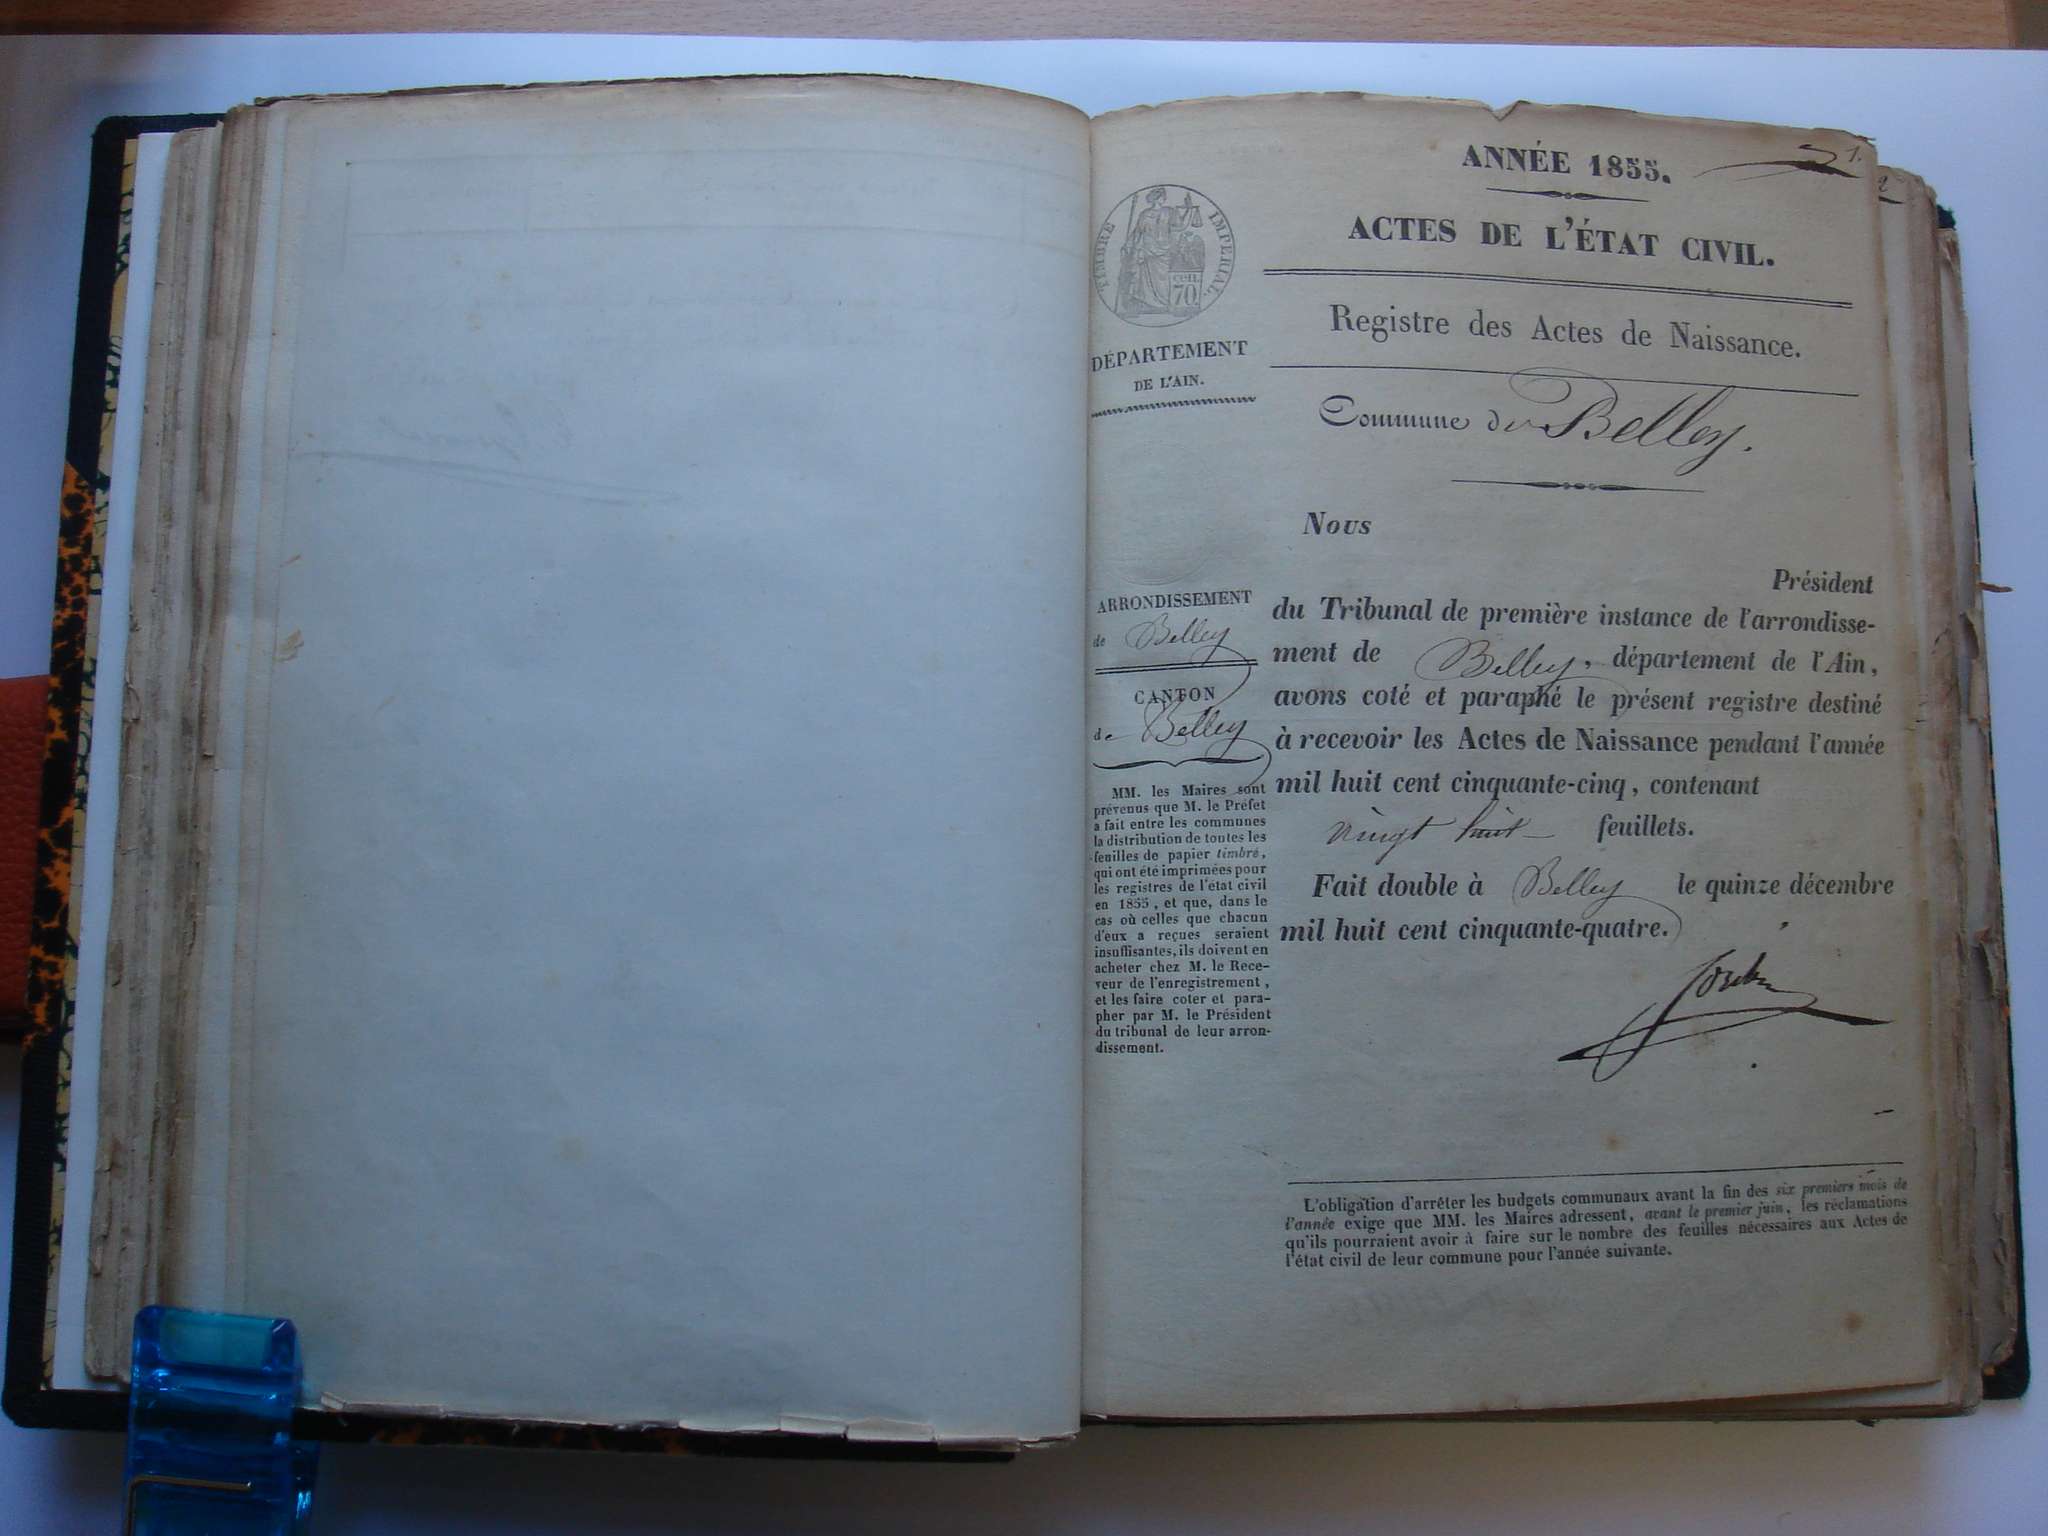 ANNÉE 1855.
1.
2
ACTES DE L'ÉTAT CIVIL.
Registre des Actes de Naissance.
Commune de Belley.
TIMBRE IMPERIAL.
CEN.
70.
DÉPARTEMENT
DE L'AIN.
ARRONDISSEMENT
de Belley
CANTON
de Belley
MM. les Maires sont
prévenus que M. le Préfet
a fait entre les communes
la distribution de toutes les
feuilles de papier timbré,
qui ont été imprimées pour
les registres de l'état civil
en 1855, et que, dans le
cas où celles que chacun
d'eux a reçues seraient
insuffisantes, ils doivent en
acheter chez M. le Rece-
veur de l'enregistrement,
et les faire coter et para-
pher par M. le Président
du tribunal de leur arron-
dissement.
Nous
Président
du Tribunal de première instance de l'arrondisse-
ment de Belley, département de l'Ain,
avons coté et paraphé le présent registre destiné
à recevoir les Actes de Naissance pendant l'année
mil huit cent cinquante-cinq, contenant
vingt huit feuillets.
Fait double à Belley le quinze décembre
mil huit cent cinquante-quatre.
L'obligation d'arrêter les budgets communaux avant la fin des six premiers mois de
l'année exige que MM. les Maires adressent, avant le premier juin, les réclamations
qu'ils pourraient avoir à faire sur le nombre des feuilles nécessaires aux Actes de
l'état civil de leur commune pour l'année suivante.